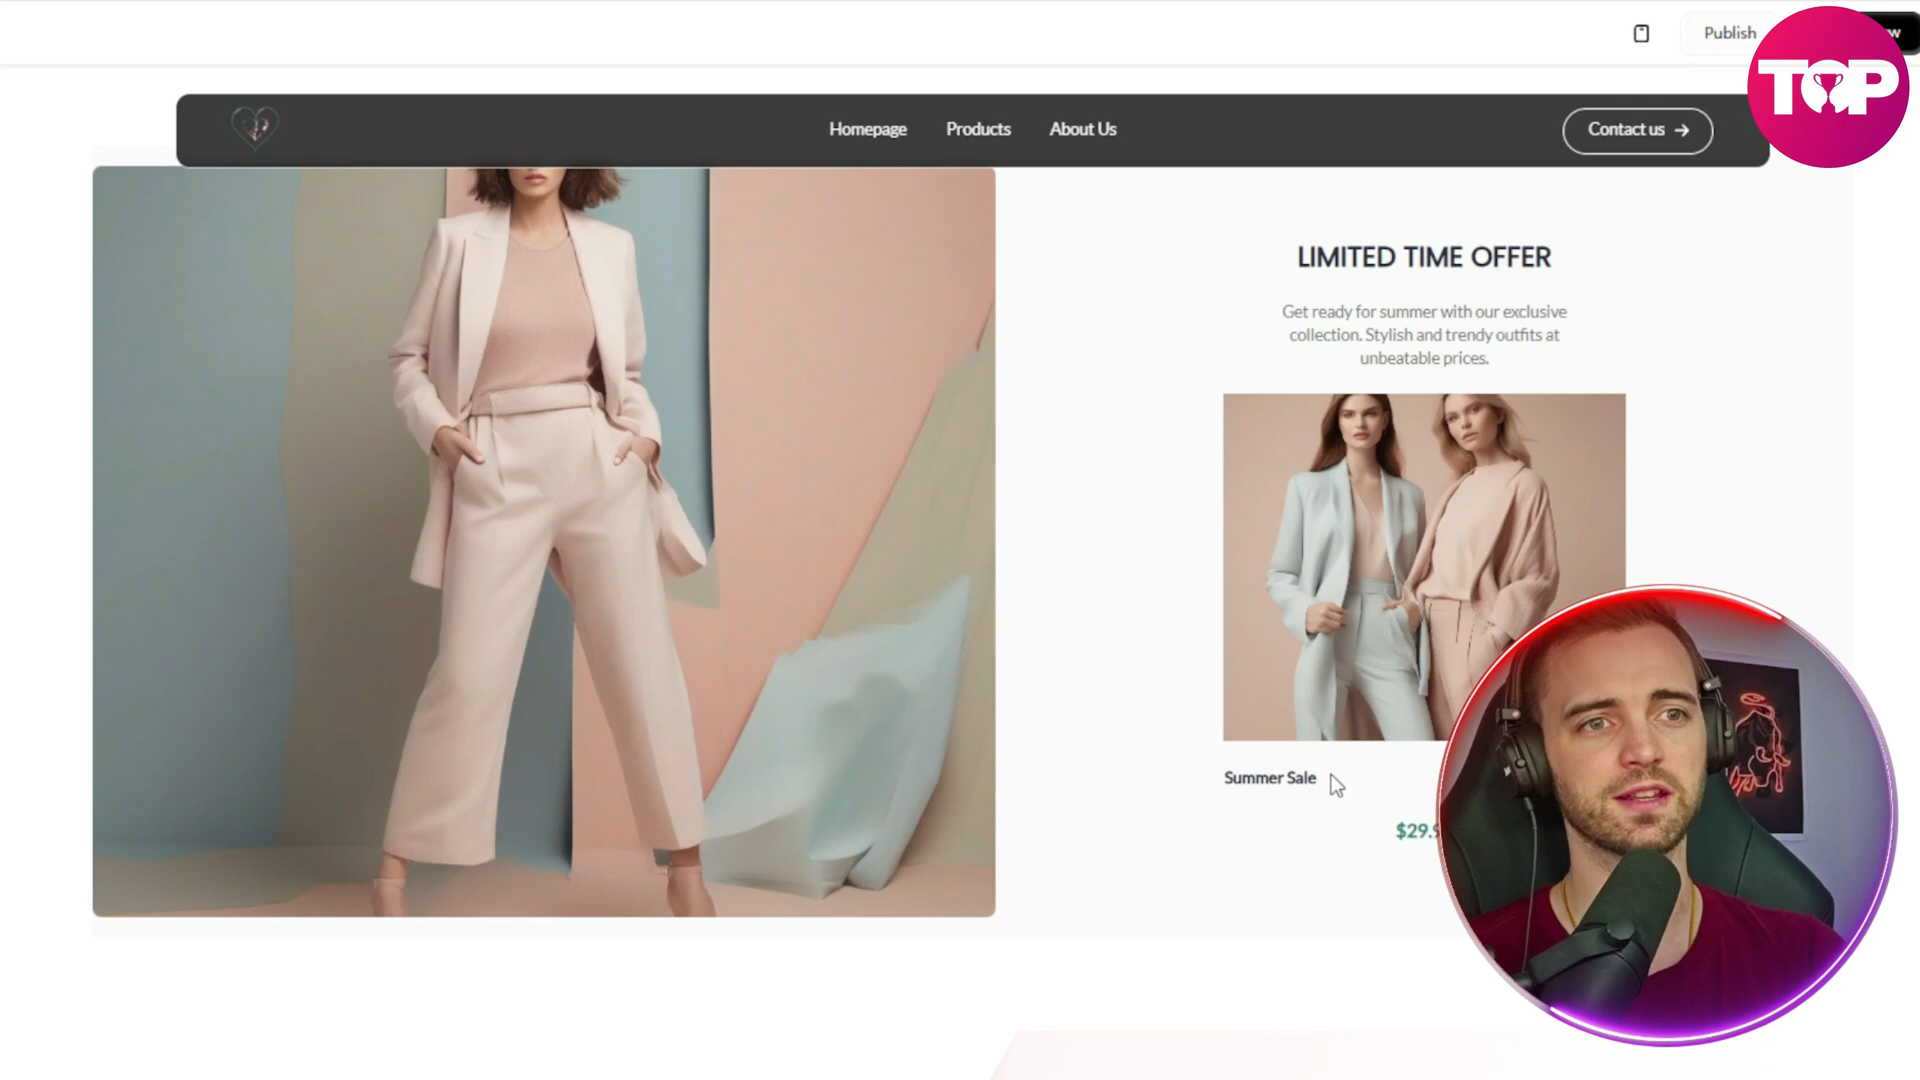 Publish
TOP
Homepage
Products
About Us
Contact us
LIMITED TIME OFFER
Get ready for summer with our exclusive
collection. Stylish and trendy outfits at
unbeatable prices.
Summer Sale